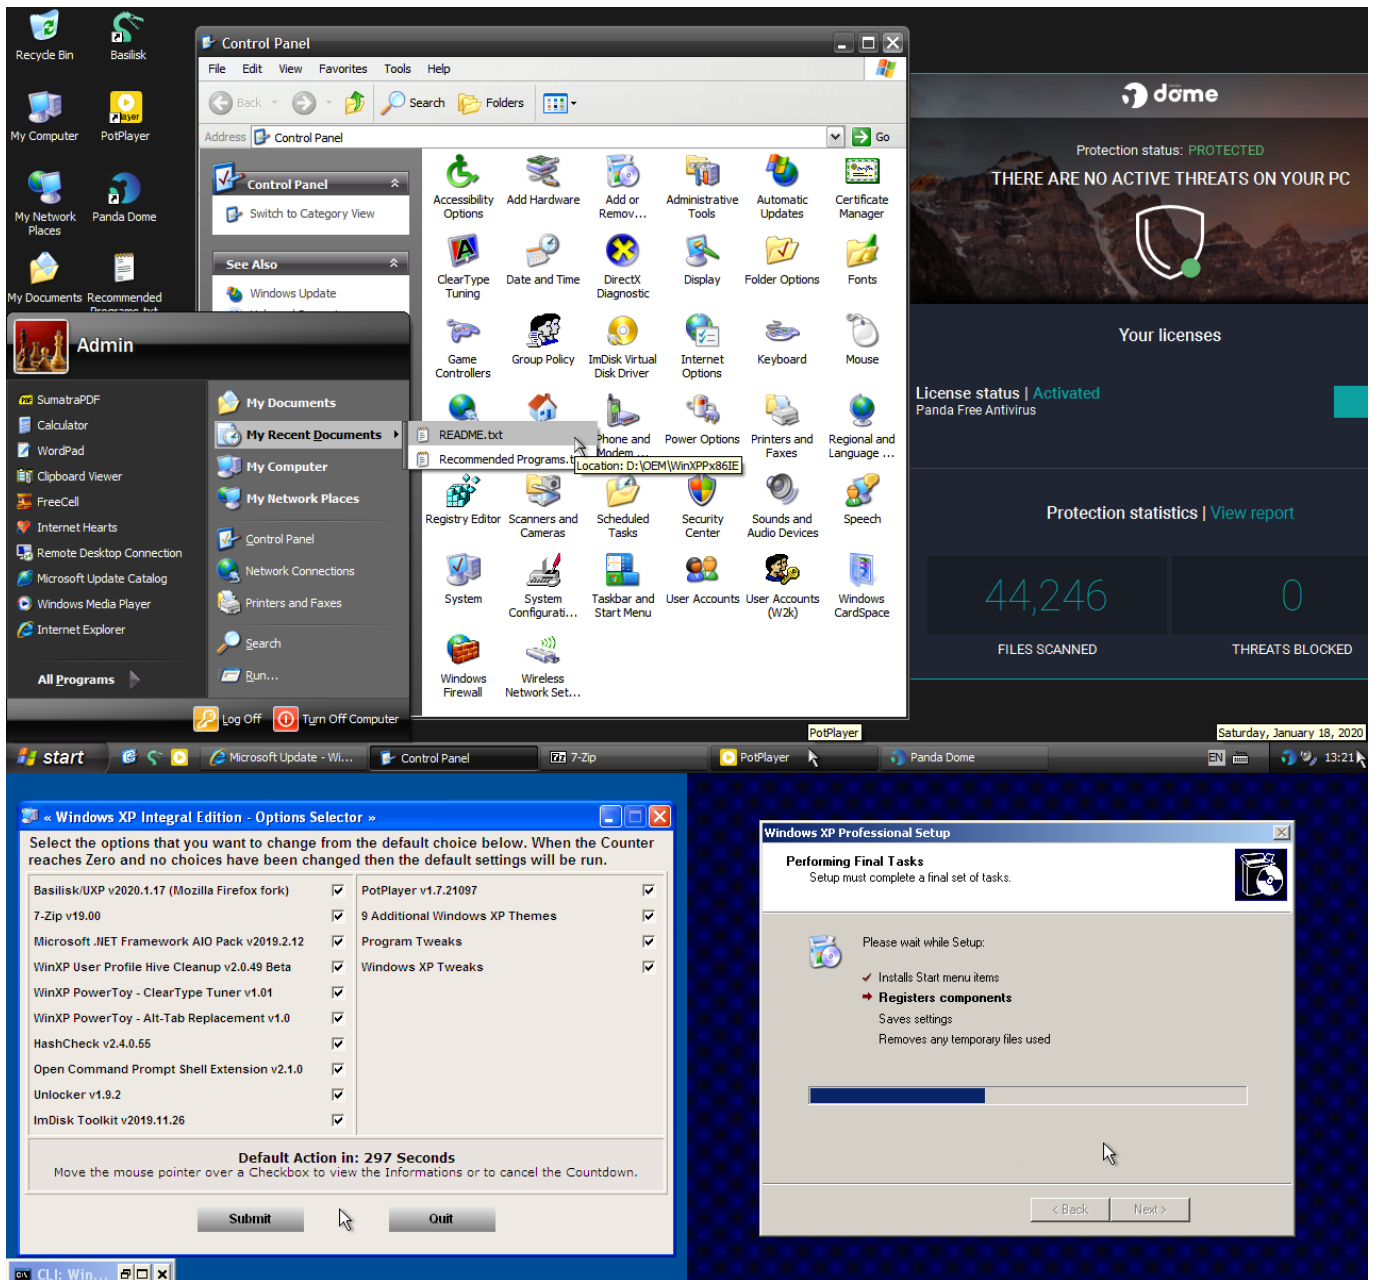 Recycle Bin
Basilisk
My Computer
PotPlayer
My Network
Places
Panda Dome
My Documents
Recommended
Programs.txt
Control Panel
File Edit View Favorites Tools Help
Back Search Folders
Address Control Panel Go
Control Panel
Switch to Category View
See Also
Windows Update
Accessibility
Options
Add Hardware
Add or
Remov...
Administrative
Tools
Automatic
Updates
Certificate
Manager
ClearType
Tuning
Date and Time
DirectX
Diagnostic
Display
Folder Options
Fonts
Game
Controllers
Group Policy
ImDisk Virtual
Disk Driver
Internet
Options
Keyboard
Mouse
Phone and
Modem ...
Power Options
Printers and
Faxes
Regional and
Language ...
Registry Editor
Scanners and
Cameras
Scheduled
Tasks
Security
Center
Sounds and
Audio Devices
Speech
System
System
Configurati...
Taskbar and
Start Menu
User Accounts
User Accounts
(W2k)
Windows
CardSpace
Windows
Firewall
Wireless
Network Set...
Admin
SumatraPDF
Calculator
WordPad
Clipboard Viewer
FreeCell
Internet Hearts
Remote Desktop Connection
Microsoft Update Catalog
Windows Media Player
Internet Explorer
All Programs
My Documents
My Recent Documents
My Computer
My Network Places
Control Panel
Network Connections
Printers and Faxes
Search
Run...
Log Off
Turn Off Computer
README.txt
Recommended Programs.t
Location: D:\OEM\WinXPPx86IE
dome
Protection status: PROTECTED
THERE ARE NO ACTIVE THREATS ON YOUR PC
Your licenses
License status | Activated
Panda Free Antivirus
Protection statistics | View report
44,246
FILES SCANNED
0
THREATS BLOCKED
PotPlayer
Saturday, January 18, 2020
start
Microsoft Update - Wi...
Control Panel
7-Zip
PotPlayer
Panda Dome
EN
13:21
« Windows XP Integral Edition - Options Selector »
Select the options that you want to change from the default choice below. When the Counter
reaches Zero and no choices have been changed then the default settings will be run.
Basilisk/UXP v2020.1.17 (Mozilla Firefox fork)
7-Zip v19.00
Microsoft .NET Framework AIO Pack v2019.2.12
WinXP User Profile Hive Cleanup v2.0.49 Beta
WinXP PowerToy - ClearType Tuner v1.01
WinXP PowerToy - Alt-Tab Replacement v1.0
HashCheck v2.4.0.55
Open Command Prompt Shell Extension v2.1.0
Unlocker v1.9.2
ImDisk Toolkit v2019.11.26
PotPlayer v1.7.21097
9 Additional Windows XP Themes
Program Tweaks
Windows XP Tweaks
Default Action in: 297 Seconds
Move the mouse pointer over a Checkbox to view the Informations or to cancel the Countdown.
Submit
Quit
CLI: Win...
Windows XP Professional Setup
Performing Final Tasks
Setup must complete a final set of tasks.
Please wait while Setup:
Installs Start menu items
Registers components
Saves settings
Removes any temporary files used
< Back
Next >